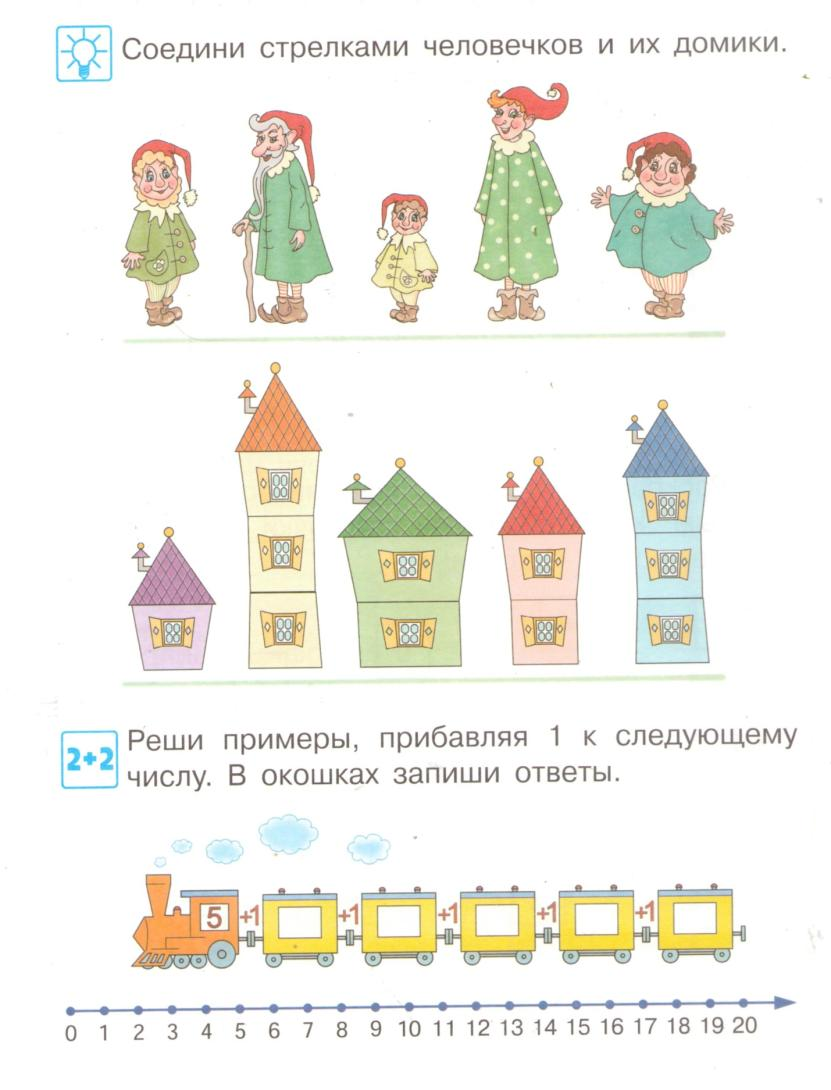 Соедини стрелками человечков и их домики.
2+2
Реши примеры, прибавляя 1 к следующему
числу. В окошках запиши ответы.
5 +1 +1 +1 +1 +1
0 1 2 3 4 5 6 7 8 9 10 11 12 13 14 15 16 17 18 19 20